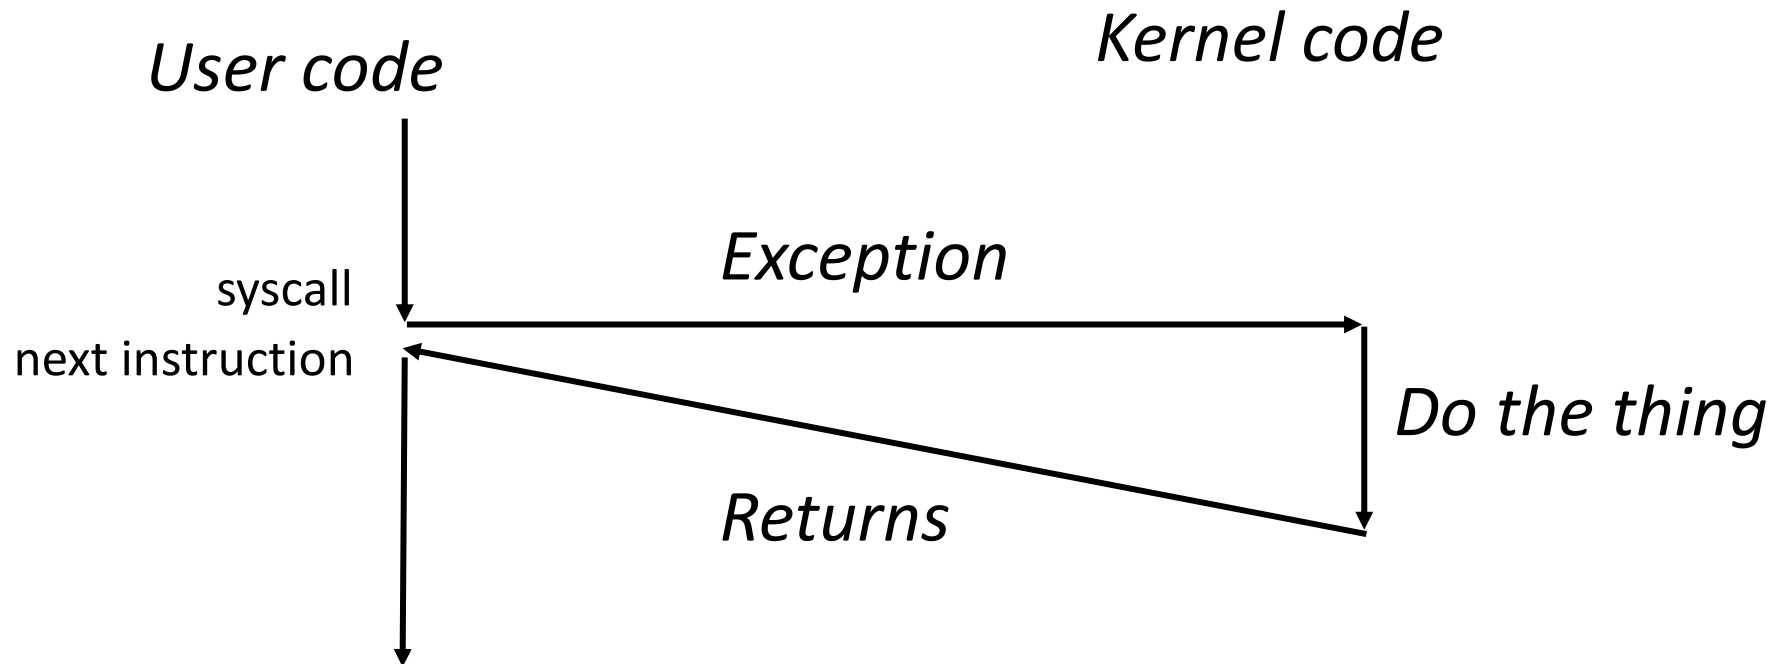 User code
Kernel code
Exception
syscall
next instruction
Do the thing
Returns